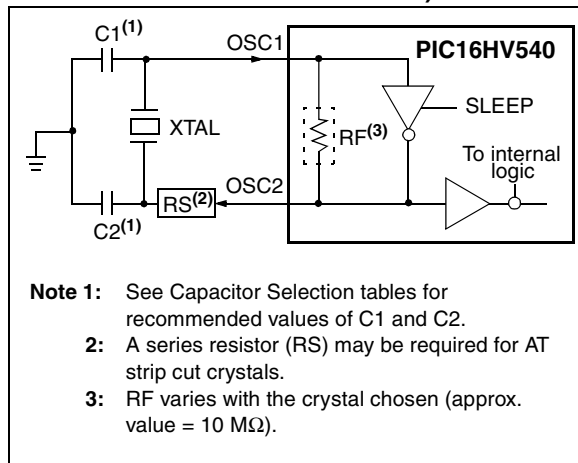 C1(1)
OSC1
PIC16HV540
SLEEP
XTAL
RF(3)
To internal
logic
OSC2
RS(2)
C2(1)
Note 1: See Capacitor Selection tables for
recommended values of C1 and C2.
2: A series resistor (RS) may be required for AT
strip cut crystals.
3: RF varies with the crystal chosen (approx.
value = 10 MΩ).